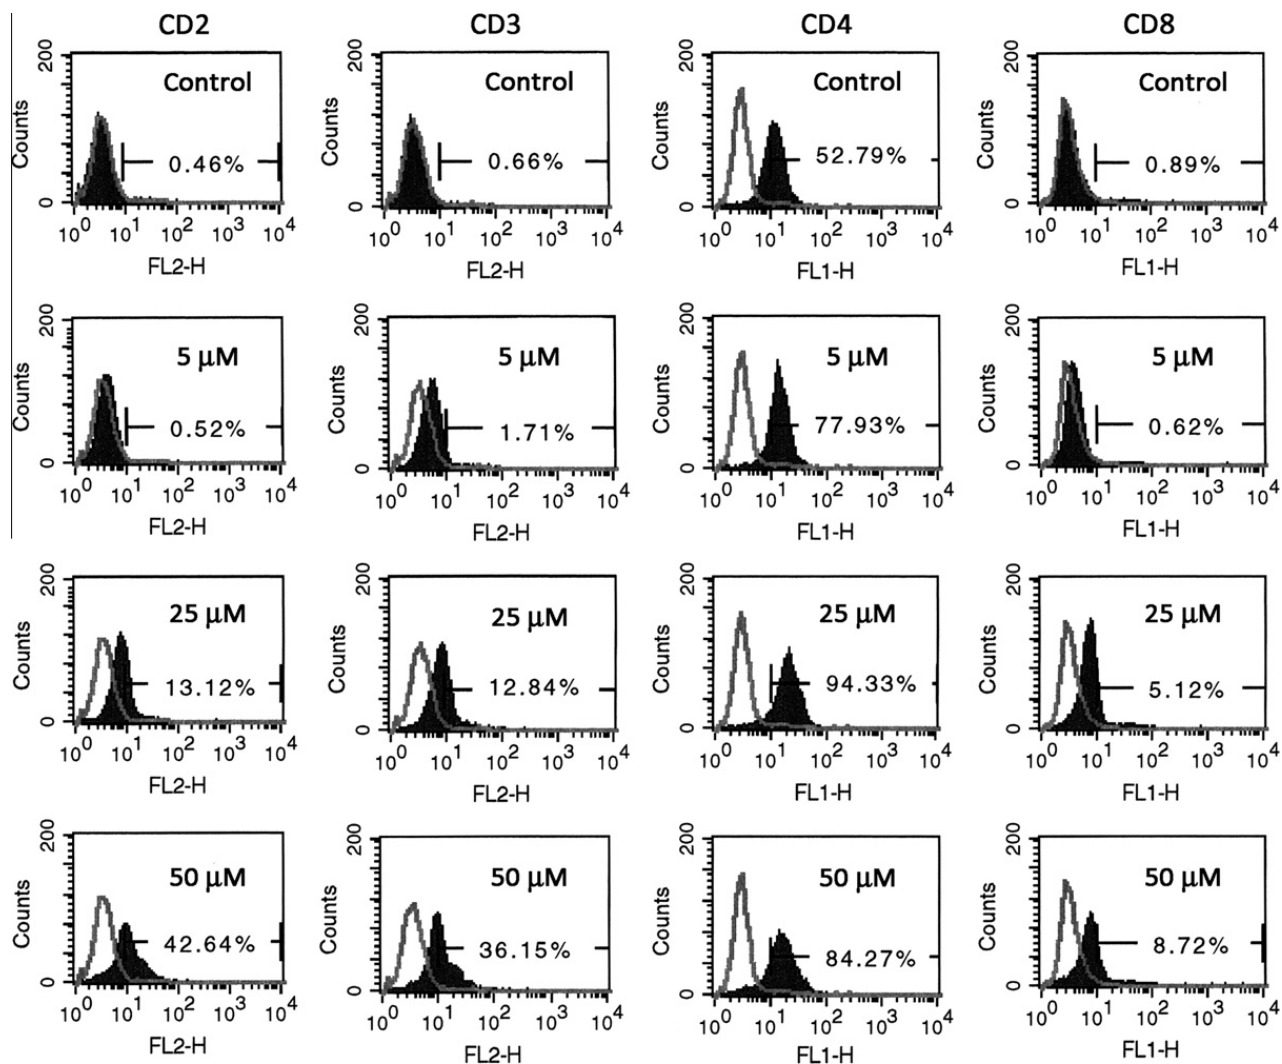 CD2 CD3 CD4 CD8
200 Control 200 Control 200 Control 200 Control
Counts 0.46% Counts 0.66% Counts 52.79% Counts 0.89%
0 0 0 0
10^0 10^1 10^2 10^3 10^4 10^0 10^1 10^2 10^3 10^4 10^0 10^1 10^2 10^3 10^4 10^0 10^1 10^2 10^3 10^4
FL2-H FL2-H FL1-H FL1-H
200 5 μM 200 5 μM 200 5 μM 200 5 μM
Counts 0.52% Counts 1.71% Counts 77.93% Counts 0.62%
0 0 0 0
10^0 10^1 10^2 10^3 10^4 10^0 10^1 10^2 10^3 10^4 10^0 10^1 10^2 10^3 10^4 10^0 10^1 10^2 10^3 10^4
FL2-H FL2-H FL1-H FL1-H
200 25 μM 200 25 μM 200 25 μM 200 25 μM
Counts 13.12% Counts 12.84% Counts 94.33% Counts 5.12%
0 0 0 0
10^0 10^1 10^2 10^3 10^4 10^0 10^1 10^2 10^3 10^4 10^0 10^1 10^2 10^3 10^4 10^0 10^1 10^2 10^3 10^4
FL2-H FL2-H FL1-H FL1-H
200 50 μM 200 50 μM 200 50 μM 200 50 μM
Counts 42.64% Counts 36.15% Counts 84.27% Counts 8.72%
0 0 0 0
10^0 10^1 10^2 10^3 10^4 10^0 10^1 10^2 10^3 10^4 10^0 10^1 10^2 10^3 10^4 10^0 10^1 10^2 10^3 10^4
FL2-H FL2-H FL1-H FL1-H